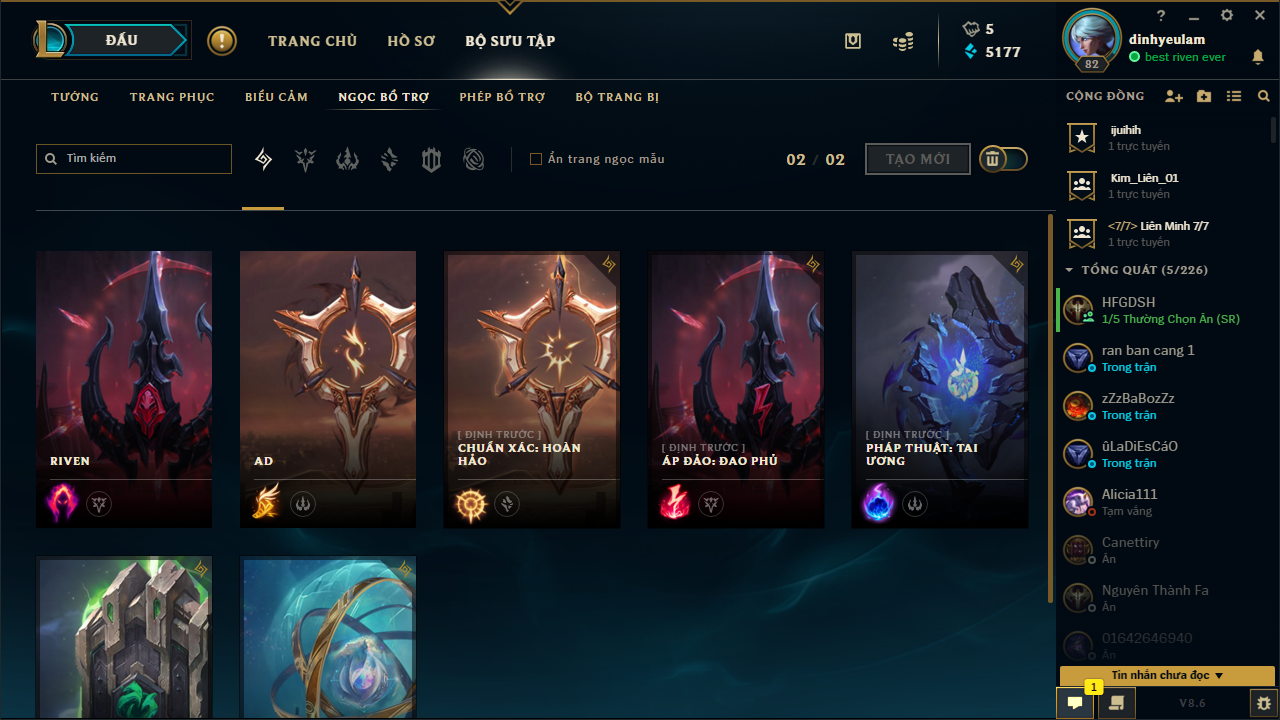 ĐẤU
!
TRANG CHỦ
HỒ SƠ
BỘ SƯU TẬP
5
5177
?
82
dinhyeulam
best riven ever
TƯỚNG
TRANG PHỤC
BIỂU CẢM
NGỌC BỔ TRỢ
PHÉP BỔ TRỢ
BỘ TRANG BỊ
Tìm kiếm
Ẩn trang ngọc mẫu
02 / 02
TẠO MỚI
RIVEN
AD
[ ĐỊNH TRƯỚC ]
CHUẨN XÁC: HOÀN
HẢO
[ ĐỊNH TRƯỚC ]
ÁP ĐẢO: ĐAO PHỦ
[ ĐỊNH TRƯỚC ]
PHÁP THUẬT: TAI
ƯƠNG
CỘNG ĐỒNG
ijuihih
1 trực tuyến
Kim_Liên_01
1 trực tuyến
<7/7> Liên Minh 7/7
1 trực tuyến
TỔNG QUÁT (5/226)
HFGDSH
1/5 Thường Chọn Ẩn (SR)
ran ban cang 1
Trong trận
zZzBaBozZz
Trong trận
ûLaDiEsCáO
Trong trận
Alicia111
Tạm vắng
Canettiry
Ẩn
Nguyên Thành Fa
Ẩn
01642646940
Ẩn
Tin nhắn chưa đọc
1
V8.6